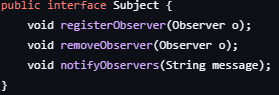 public interface Subject {
    void registerObserver(Observer o);
    void removeObserver(Observer o);
    void notifyObservers(String message);
}